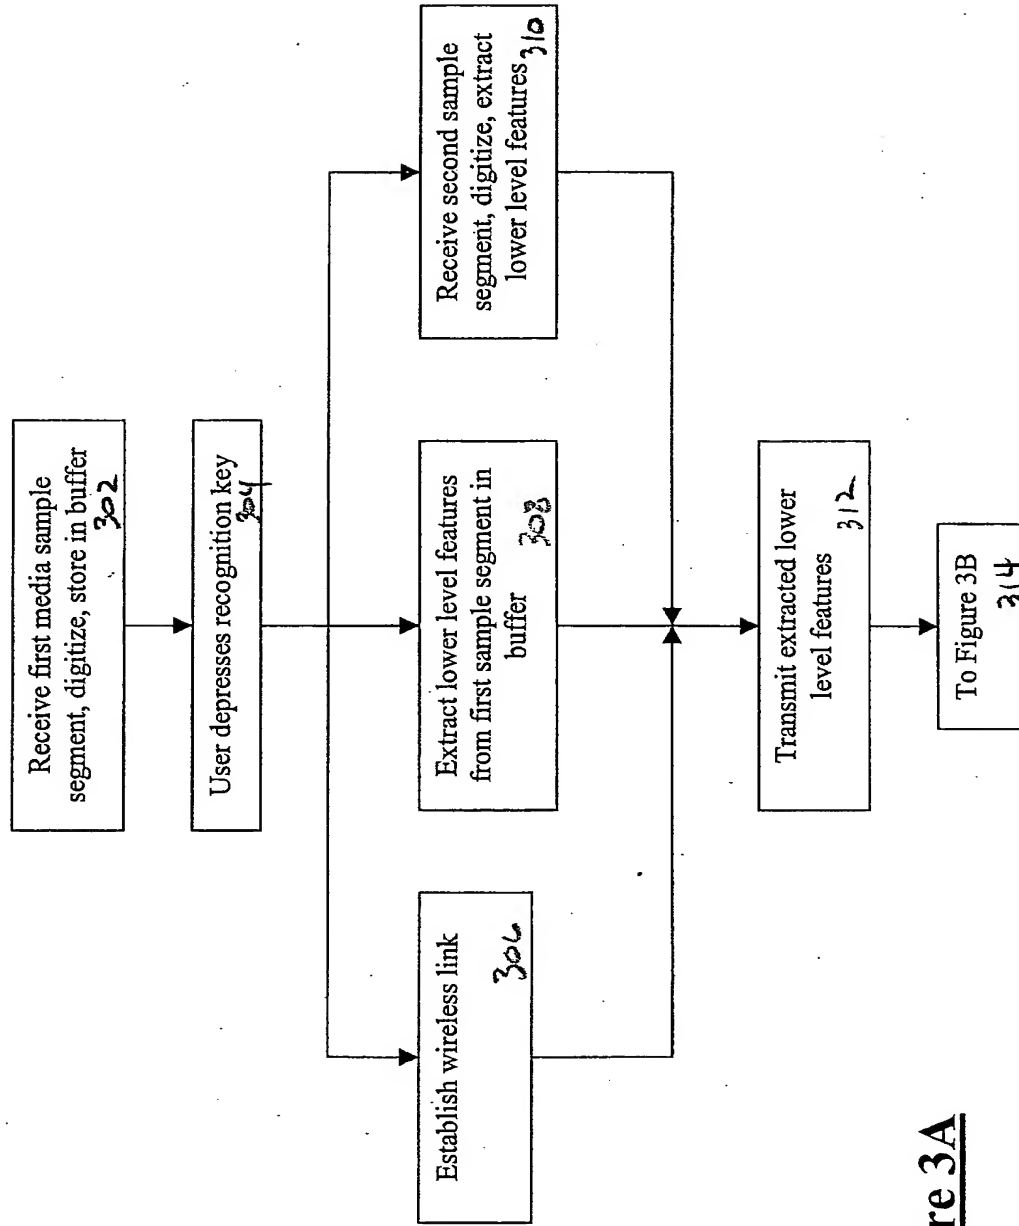 Receive first media sample
segment, digitize, store in buffer
302
User depresses recognition key
304
Establish wireless link
306
Extract lower level features
from first sample segment in
buffer
308
Receive second sample
segment, digitize, extract
lower level features 310
Transmit extracted lower
level features
312
To Figure 3B
314
re 3A